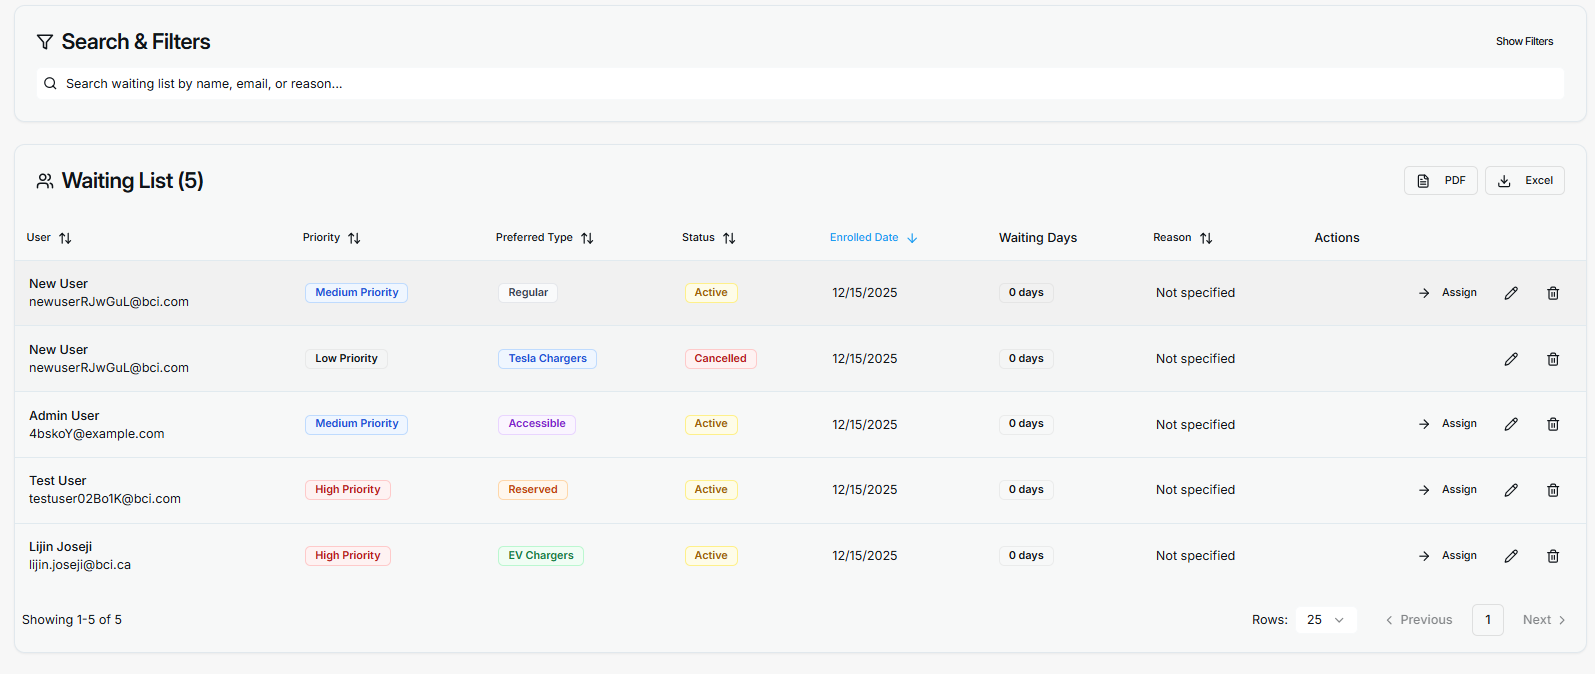 Search & Filters
Show Filters
Search waiting list by name, email, or reason...
Waiting List (5)
PDF
Excel
User Priority Preferred Type Status Enrolled Date Waiting Days Reason Actions
New User
newuserRJwGuL@bci.com
Medium Priority Regular Active 12/15/2025 0 days Not specified Assign
New User
newuserRJwGuL@bci.com
Low Priority Tesla Chargers Cancelled 12/15/2025 0 days Not specified
Admin User
4bskoY@example.com
Medium Priority Accessible Active 12/15/2025 0 days Not specified Assign
Test User
testuser02Bo1K@bci.com
High Priority Reserved Active 12/15/2025 0 days Not specified Assign
Lijin Joseji
lijin.joseji@bci.ca
High Priority EV Chargers Active 12/15/2025 0 days Not specified Assign
Showing 1-5 of 5
Rows: 25 Previous 1 Next